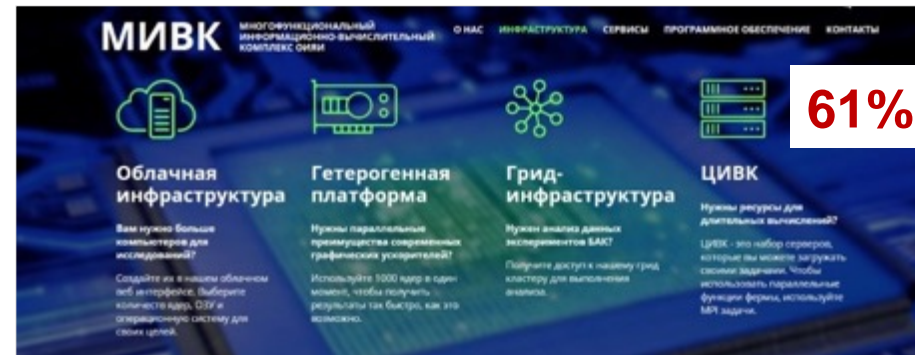 МИВК
МНОГОФУНКЦИОНАЛЬНЫЙ
ИНФОРМАЦИОННО-ВЫЧИСЛИТЕЛЬНЫЙ
КОМПЛЕКС ОИЯИ
О НАС ИНФРАСТРУКТУРА СЕРВИСЫ ПРОГРАММНОЕ ОБЕСПЕЧЕНИЕ КОНТАКТЫ
61%
Облачная
инфраструктура
Вам нужно больше
компьютеров для
исследований?
Создайте их в нашем облачном
веб интерфейсе. Выберите
количество ядер, ОЗУ и
операционную систему для
своих целей.
Гетерогенная
платформа
Нужны параллельные
преимущества современных
графических ускорителей?
Используйте 1000 ядер в один
момент, чтобы получить
результаты так быстро, как это
возможно.
Грид-
инфраструктура
Нужен анализ данных
экспериментов БАК?
Получите доступ к нашему грид
кластеру для выполнения
анализа.
ЦИВК
Нужны ресурсы для
длительных вычислений?
ЦИВК - это набор серверов,
которые вы можете загружать
своими задачами. Чтобы
использовать параллельные
функции фермы, используйте
MPI задачи.